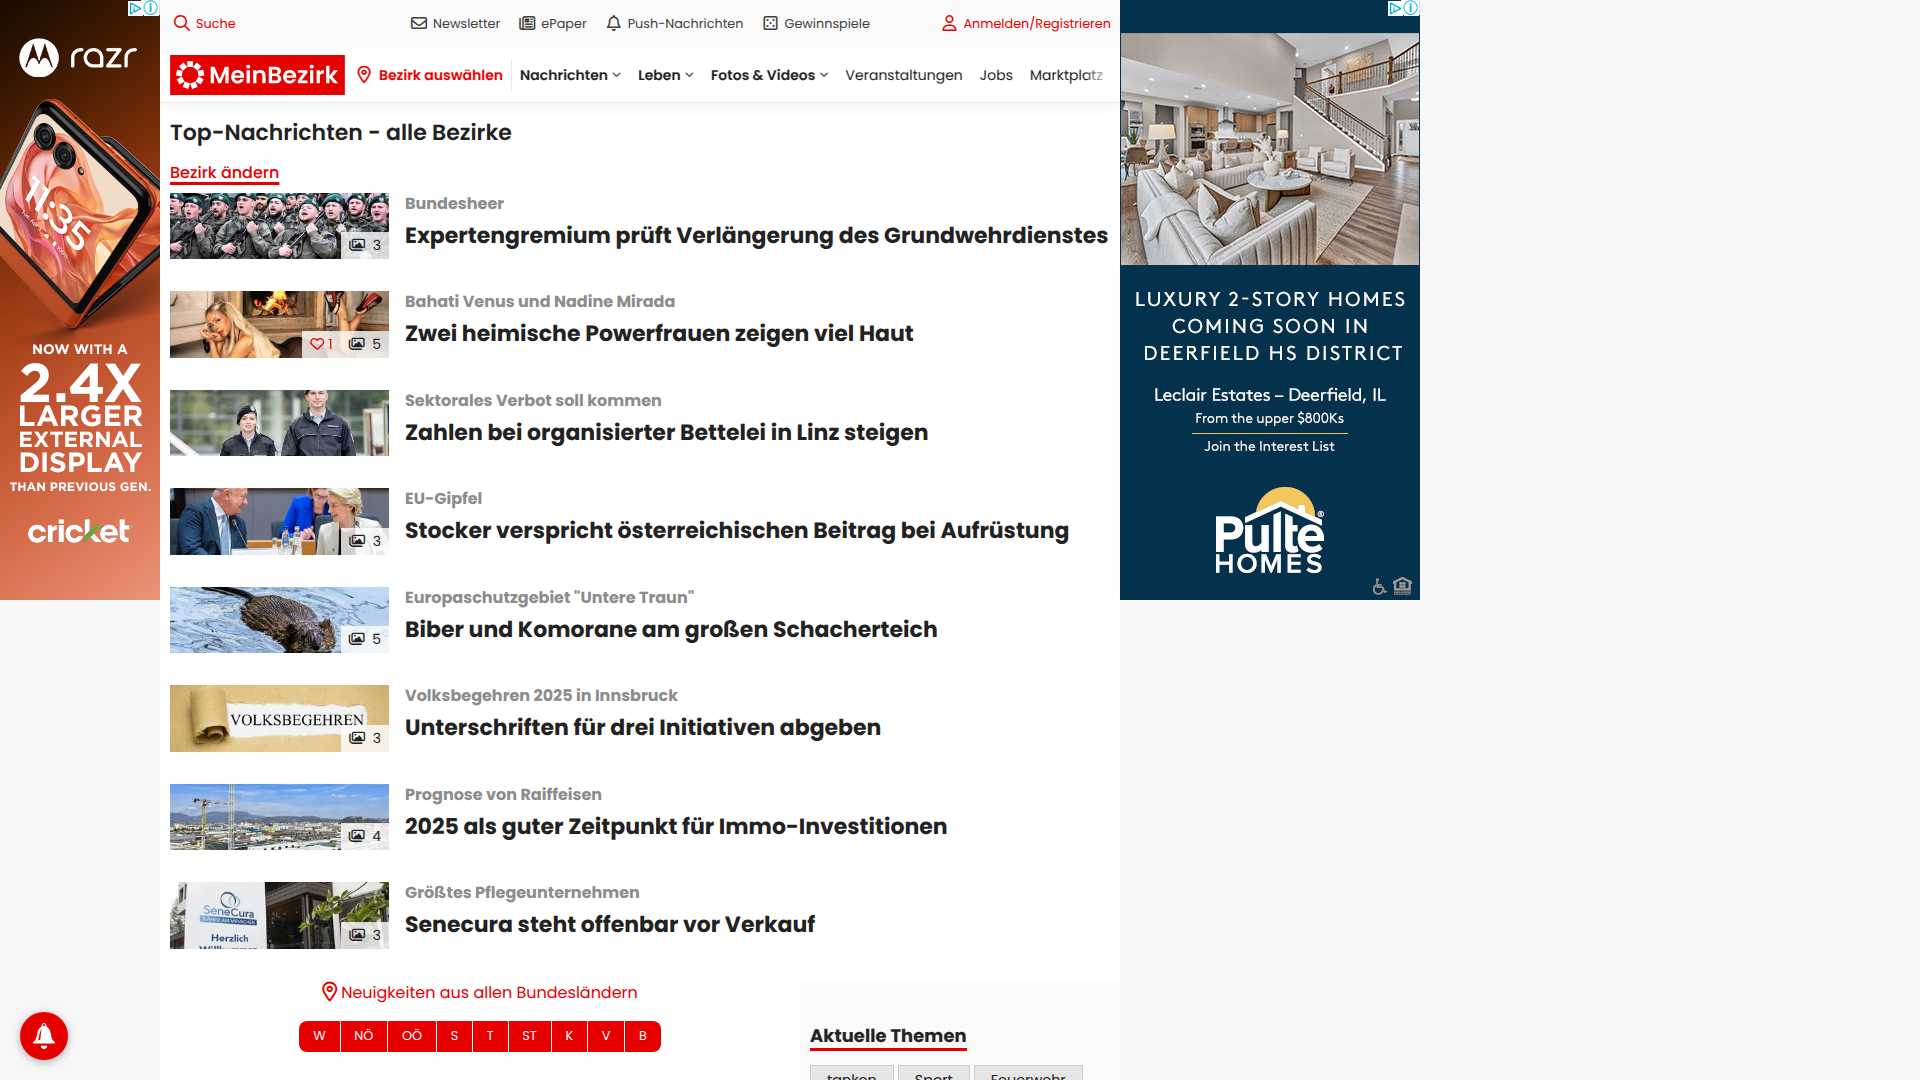 razr
11:35
NOW WITH A
2.4X
LARGER
EXTERNAL
DISPLAY
THAN PREVIOUS GEN.
cricket
Suche
Newsletter
ePaper
Push-Nachrichten
Gewinnspiele
Anmelden/Registrieren
MeinBezirk
Bezirk auswählen
Nachrichten
Leben
Fotos & Videos
Veranstaltungen
Jobs
Marktplatz
Top-Nachrichten - alle Bezirke
Bezirk ändern
3
Bundesheer
Expertengremium prüft Verlängerung des Grundwehrdienstes
1 5
Bahati Venus und Nadine Mirada
Zwei heimische Powerfrauen zeigen viel Haut
Sektorales Verbot soll kommen
Zahlen bei organisierter Bettelei in Linz steigen
3
EU-Gipfel
Stocker verspricht österreichischen Beitrag bei Aufrüstung
5
Europaschutzgebiet "Untere Traun"
Biber und Komorane am großen Schacherteich
VOLKSBEGEHREN
3
Volksbegehren 2025 in Innsbruck
Unterschriften für drei Initiativen abgeben
4
Prognose von Raiffeisen
2025 als guter Zeitpunkt für Immo-Investitionen
SeneCura
Herzlich
3
Größtes Pflegeunternehmen
Senecura steht offenbar vor Verkauf
Neuigkeiten aus allen Bundesländern
W NÖ OÖ S T ST K V B
Aktuelle Themen
tanken Sport Feuerwehr
LUXURY 2-STORY HOMES
COMING SOON IN
DEERFIELD HS DISTRICT
Leclair Estates – Deerfield, IL
From the upper $800Ks
Join the Interest List
Pulte®
HOMES